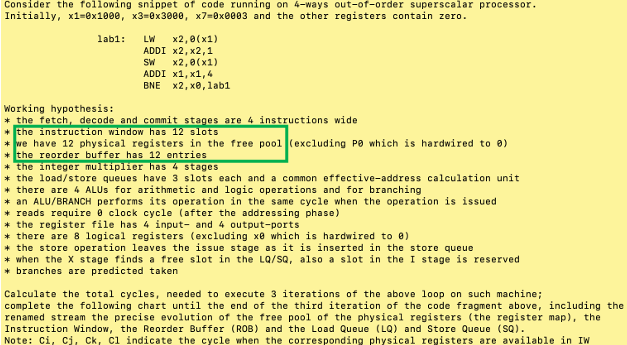 Consider the following snippet of code running on 4-ways out-of-order superscalar processor.
Initially, x1=0x1000, x3=0x3000, x7=0x0003 and the other registers contain zero.
lab1: LW x2,0(x1)
ADDI x2,x2,1
SW x2,0(x1)
ADDI x1,x1,4
BNE x2,x0,lab1
Working hypothesis:
* the fetch, decode and commit stages are 4 instructions wide
* the instruction window has 12 slots
* we have 12 physical registers in the free pool (excluding P0 which is hardwired to 0)
* the reorder buffer has 12 entries
* the integer multiplier has 4 stages
* the load/store queues have 3 slots each and a common effective-address calculation unit
* there are 4 ALUs for arithmetic and logic operations and for branching
* an ALU/BRANCH performs its operation in the same cycle when the operation is issued
* reads require 0 clock cycle (after the addressing phase)
* the register file has 4 input- and 4 output-ports
* there are 8 logical registers (excluding x0 which is hardwired to 0)
* the store operation leaves the issue stage as it is inserted in the store queue
* when the X stage finds a free slot in the LQ/SQ, also a slot in the I stage is reserved
* branches are predicted taken
Calculate the total cycles, needed to execute 3 iterations of the above loop on such machine;
complete the following chart until the end of the third iteration of the code fragment above, including the
renamed stream the precise evolution of the free pool of the physical registers (the register map), the
Instruction Window, the Reorder Buffer (ROB) and the Load Queue (LQ) and Store Queue (SQ).
Note: Ci, Cj, Ck, Cl indicate the cycle when the corresponding physical registers are available in IW